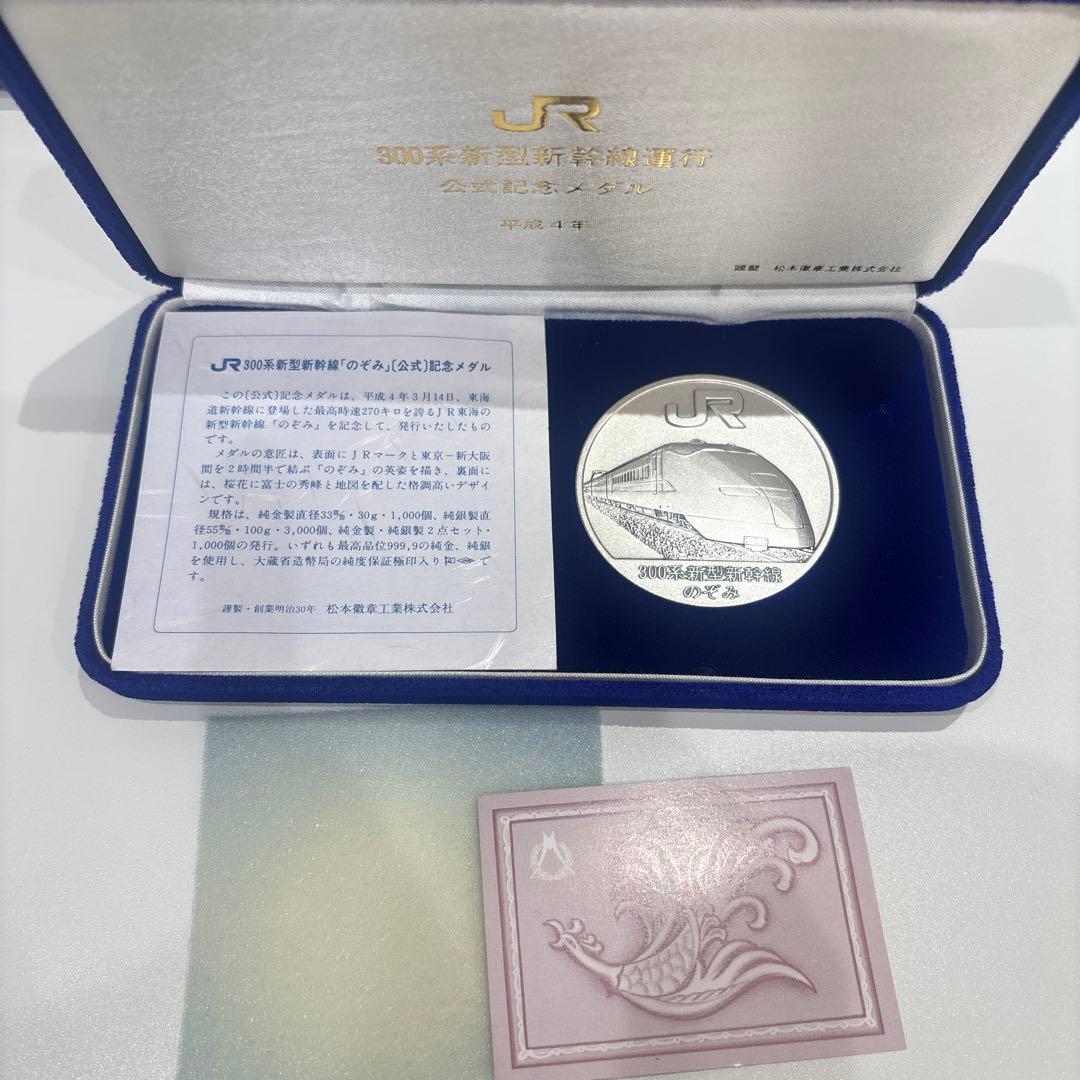 JR
300系新型新幹線運行
公式記念メダル
平成4年
謹製 松本徽章工業株式会社
JR300系新型新幹線「のぞみ」〔公式〕記念メダル
この〔公式〕記念メダルは、平成4年3月14日、東海
道新幹線に登場した最高時速270キロを誇るJR東海の
新型新幹線「のぞみ」を記念して、発行いたしたもの
です。
メダルの意匠は、表面にJRマークと東京−新大阪
間を2時間半で結ぶ「のぞみ」の英姿を描き、裏面に
は、桜花に富士の秀峰と地図を配した格調高いデザイ
ンです。
規格は、純金製直径33㎜・30g・1,000個、純銀製直
径55㎜・100g・3,000個、純金製・純銀製2点セット・
1,000個の発行。いずれも最高品位999,9の純金、純銀
を使用し、大蔵省造幣局の純度保証極印入りで
す。
謹製・創業明治30年 松本徽章工業株式会社
JR
300系新型新幹線
のぞみ